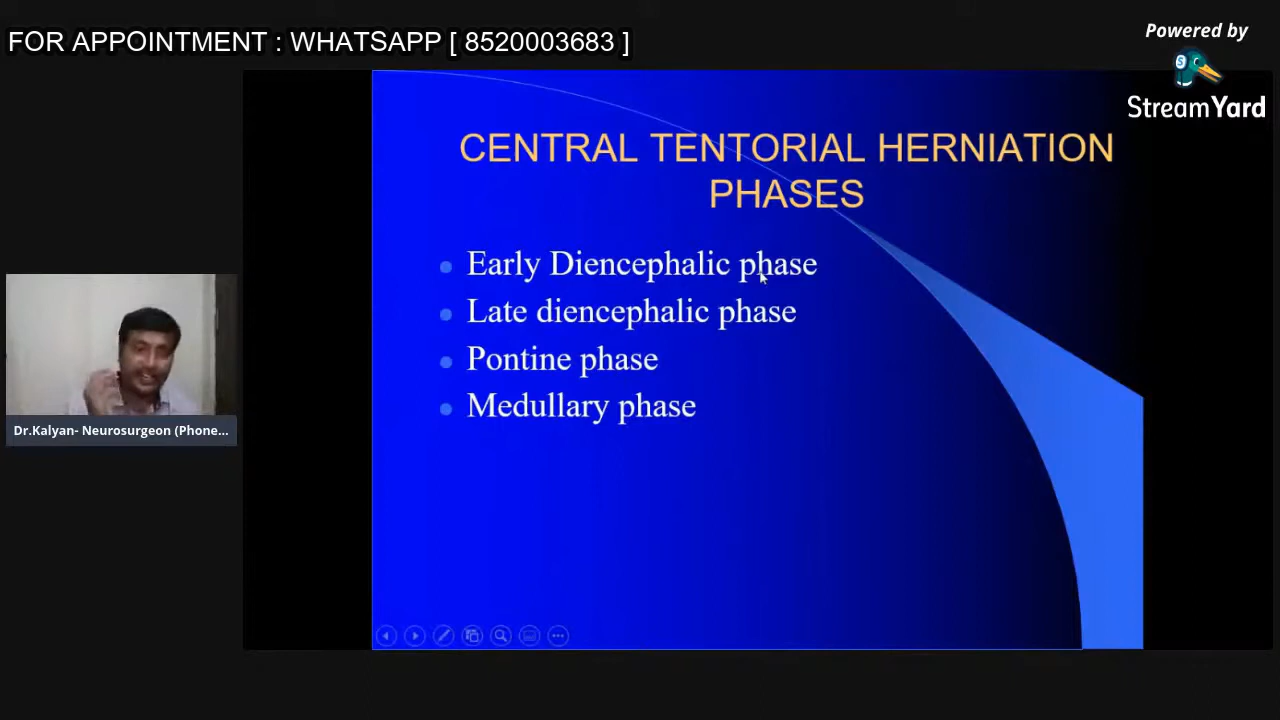 FOR APPOINTMENT : WHATSAPP [ 8520003683 ]
Powered by
StreamYard
CENTRAL TENTORIAL HERNIATION
PHASES
Early Diencephalic phase
Late diencephalic phase
Pontine phase
Medullary phase
Dr.Kalyan- Neurosurgeon (Phone...